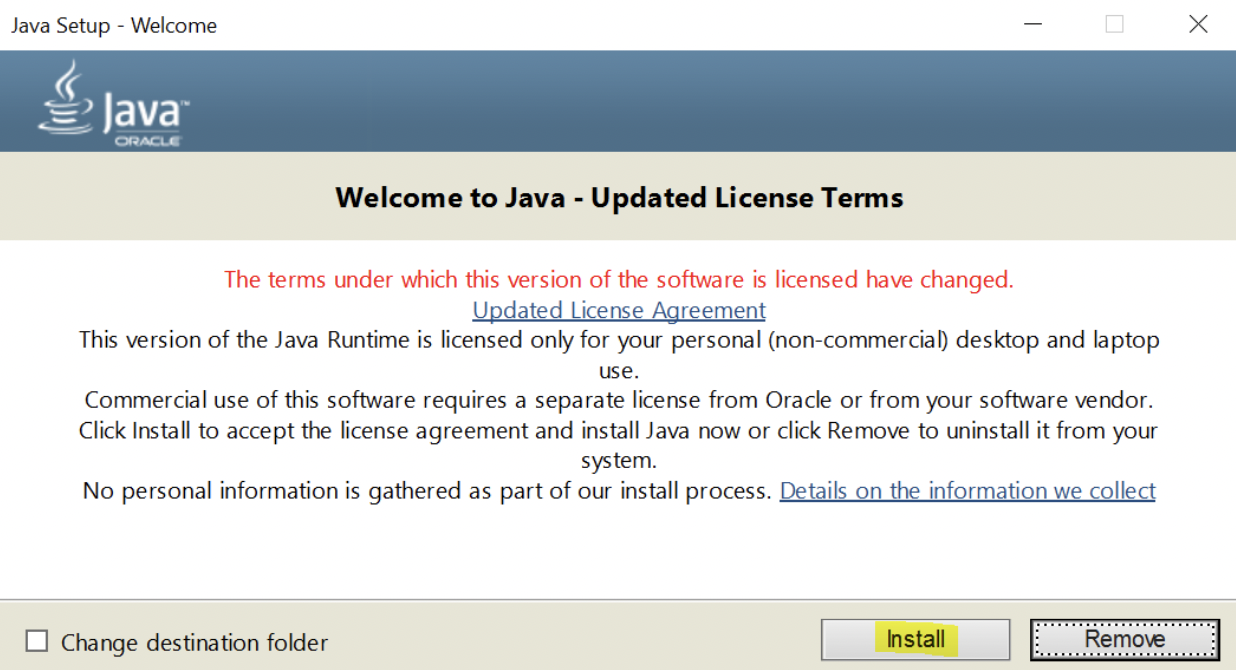 Java Setup - Welcome
Java™
ORACLE
Welcome to Java - Updated License Terms
The terms under which this version of the software is licensed have changed.
Updated License Agreement
This version of the Java Runtime is licensed only for your personal (non-commercial) desktop and laptop
use.
Commercial use of this software requires a separate license from Oracle or from your software vendor.
Click Install to accept the license agreement and install Java now or click Remove to uninstall it from your
system.
No personal information is gathered as part of our install process. Details on the information we collect
Change destination folder
Install
Remove